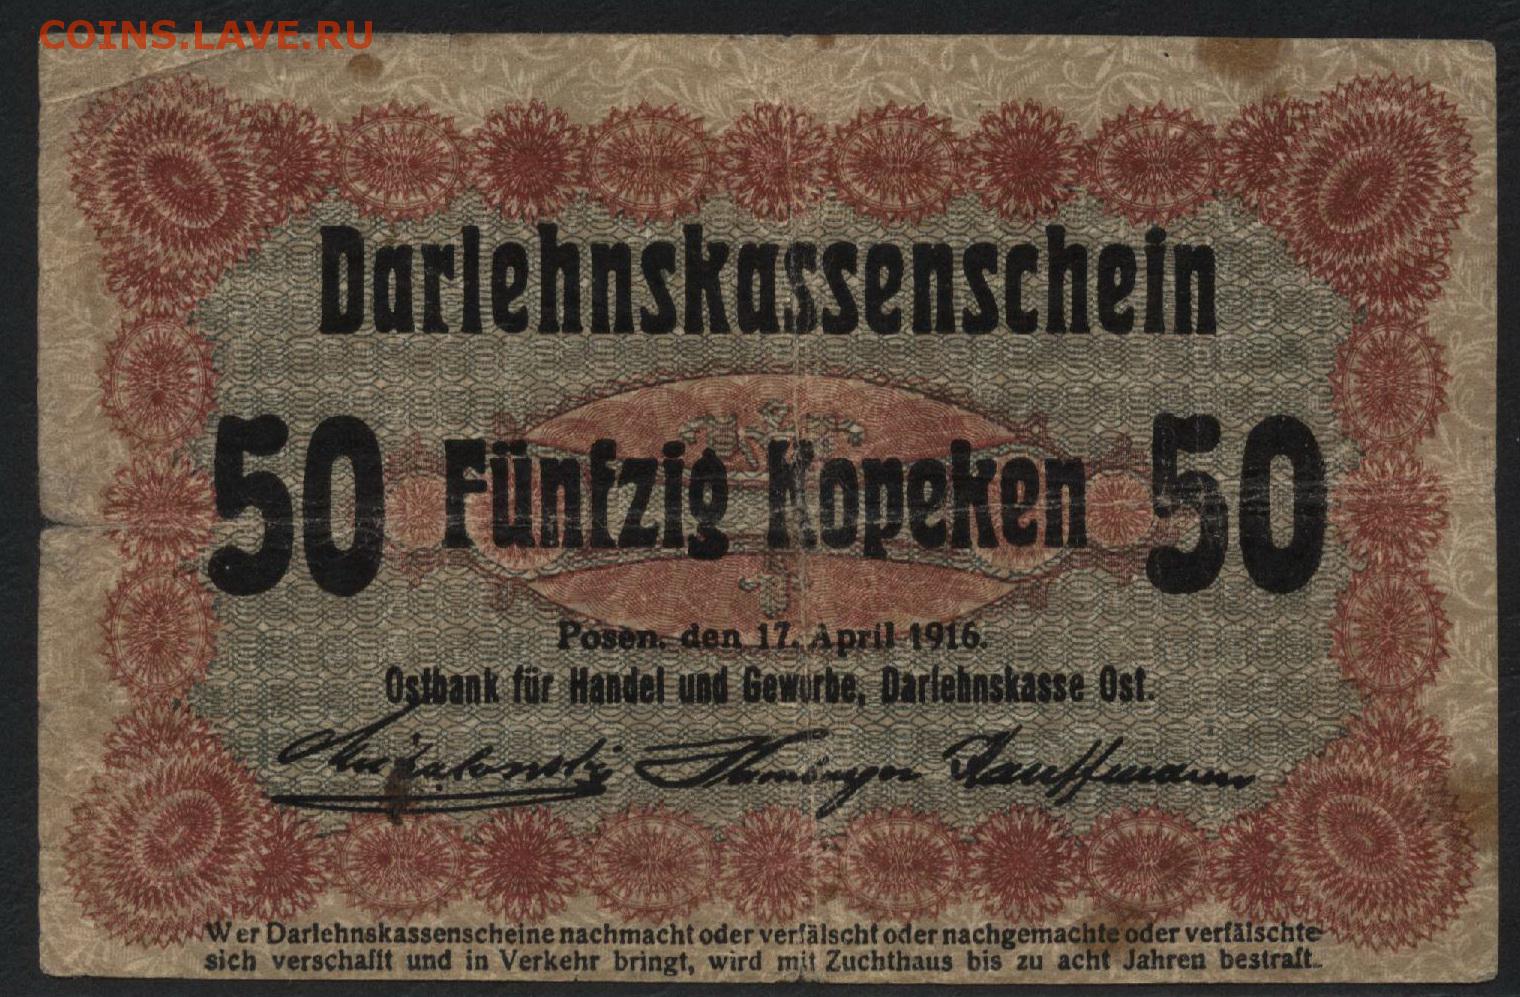 COINS.LAVE.RU
Darlehnskassenschein
50 Fünfzig Kopeken 50
Posen, den 17. April 1916.
Ostbank für Handel und Gewerbe, Darlehnskasse Ost.
Kauffmann
Wer Darlehnskassenscheine nachmacht oder verfälscht oder nachgemachte oder verfälschte
sich verschafft und in Verkehr bringt, wird mit Zuchthaus bis zu acht Jahren bestraft.